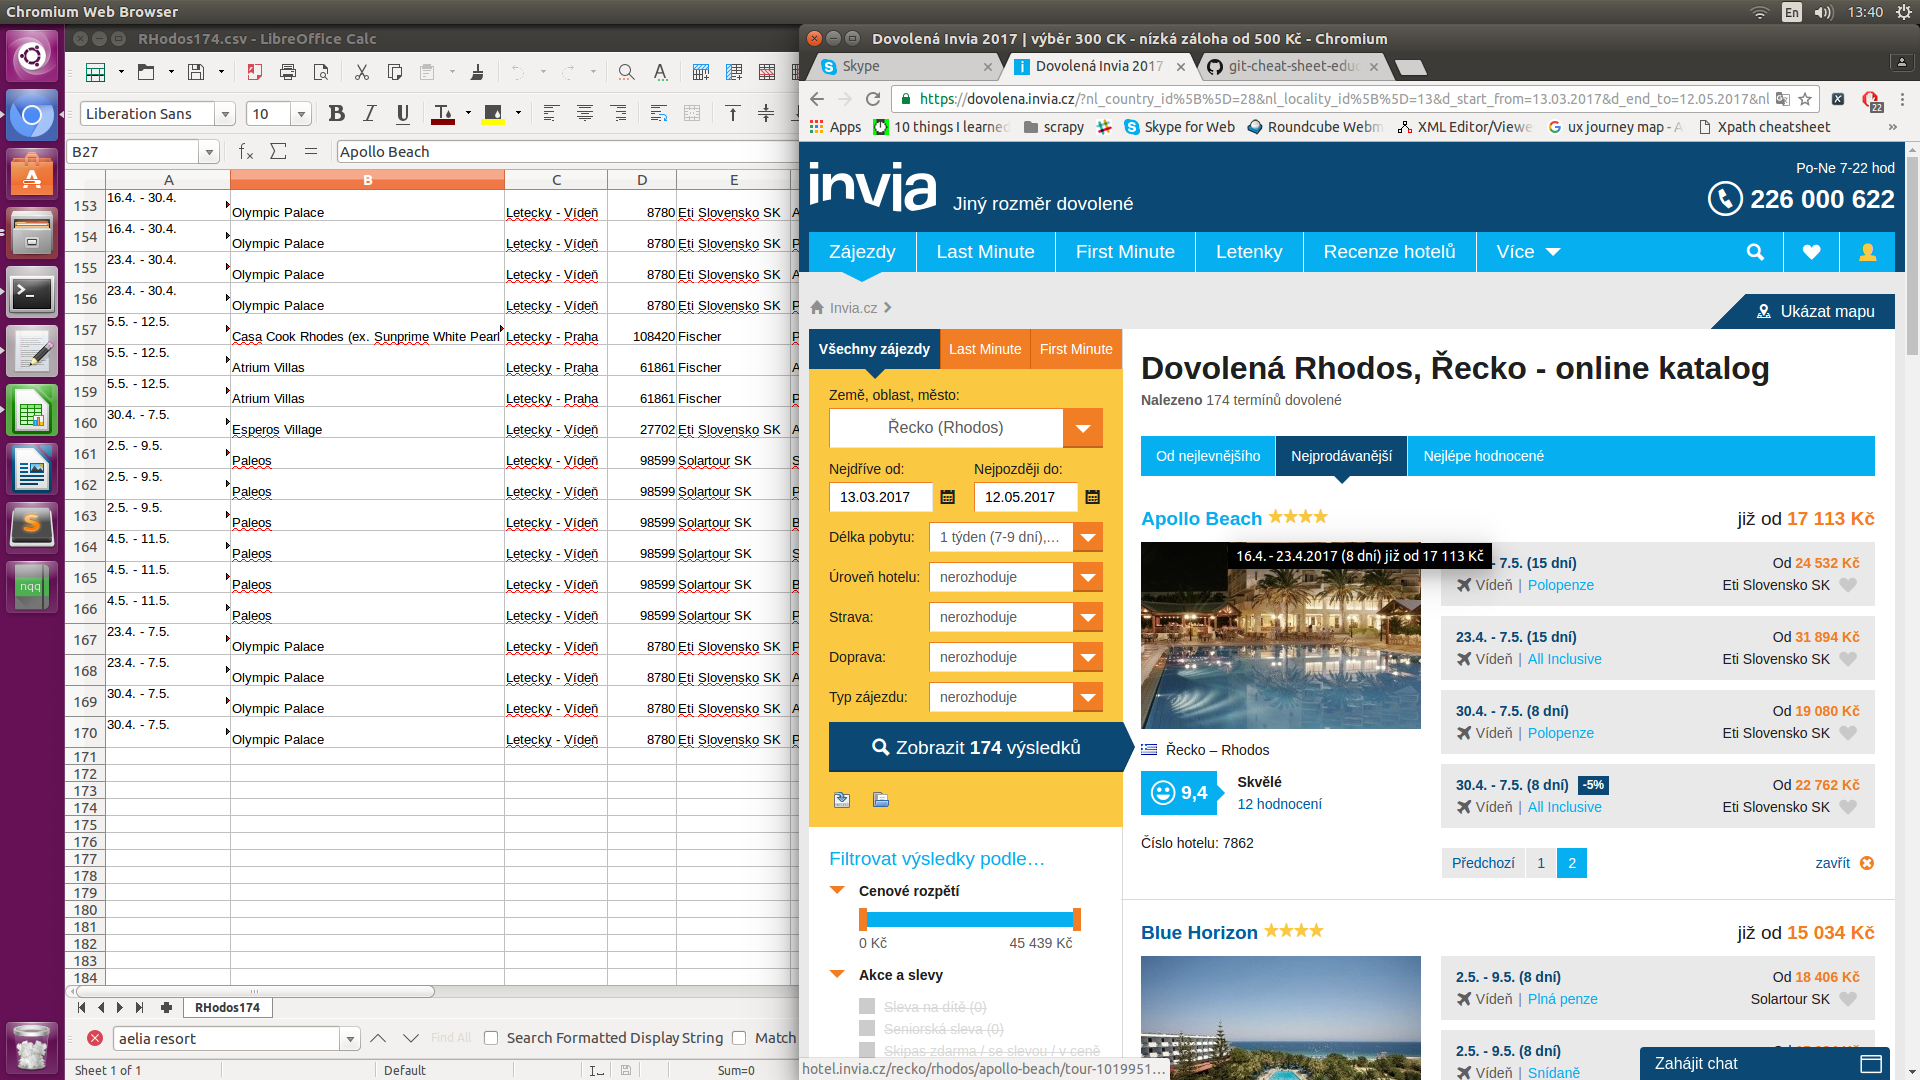 Chromium Web Browser
En
13:40
RHodos174.csv - LibreOffice Calc
Liberation Sans
10
B27
Apollo Beach
A B C D E
153 16.4. - 30.4. Olympic Palace Letecky - Vídeň 8780 Eti Slovensko SK A
154 16.4. - 30.4. Olympic Palace Letecky - Vídeň 8780 Eti Slovensko SK P
155 23.4. - 30.4. Olympic Palace Letecky - Vídeň 8780 Eti Slovensko SK A
156 23.4. - 30.4. Olympic Palace Letecky - Vídeň 8780 Eti Slovensko SK P
157 5.5. - 12.5. Casa Cook Rhodes (ex. Sunprime White Pearl Letecky - Praha 108420 Fischer P
158 5.5. - 12.5. Atrium Villas Letecky - Praha 61861 Fischer A
159 5.5. - 12.5. Atrium Villas Letecky - Praha 61861 Fischer P
160 30.4. - 7.5. Esperos Village Letecky - Vídeň 27702 Eti Slovensko SK A
161 2.5. - 9.5. Paleos Letecky - Vídeň 98599 Solartour SK S
162 2.5. - 9.5. Paleos Letecky - Vídeň 98599 Solartour SK P
163 2.5. - 9.5. Paleos Letecky - Vídeň 98599 Solartour SK B
164 4.5. - 11.5. Paleos Letecky - Vídeň 98599 Solartour SK S
165 4.5. - 11.5. Paleos Letecky - Vídeň 98599 Solartour SK B
166 4.5. - 11.5. Paleos Letecky - Vídeň 98599 Solartour SK P
167 23.4. - 7.5. Olympic Palace Letecky - Vídeň 8780 Eti Slovensko SK P
168 23.4. - 7.5. Olympic Palace Letecky - Vídeň 8780 Eti Slovensko SK A
169 30.4. - 7.5. Olympic Palace Letecky - Vídeň 8780 Eti Slovensko SK A
170 30.4. - 7.5. Olympic Palace Letecky - Vídeň 8780 Eti Slovensko SK P
171
172
173
174
175
176
177
178
179
180
181
182
183
184
RHodos174
aelia resort
Find All
Search Formatted Display String
Match
Sheet 1 of 1
Default
Sum=0
nqq
Dovolená Invia 2017 | výběr 300 CK - nízká záloha od 500 Kč - Chromium
Skype
Dovolená Invia 2017
git-cheat-sheet-educ
https://dovolena.invia.cz/?nl_country_id%5B%5D=28&nl_locality_id%5B%5D=13&d_start_from=13.03.2017&d_end_to=12.05.2017&nl
22
Apps
10 things I learned
scrapy
Skype for Web
Roundcube Webm
XML Editor/Viewe
ux journey map - A
Xpath cheatsheet
»
invia
Jiný rozměr dovolené
Po-Ne 7-22 hod
226 000 622
Zájezdy
Last Minute
First Minute
Letenky
Recenze hotelů
Více
Invia.cz
Ukázat mapu
Všechny zájezdy
Last Minute
First Minute
Země, oblast, město:
Řecko (Rhodos)
Nejdříve od:
Nejpozději do:
13.03.2017
12.05.2017
Délka pobytu:
1 týden (7-9 dní),...
Úroveň hotelu:
nerozhoduje
Strava:
nerozhoduje
Doprava:
nerozhoduje
Typ zájezdu:
nerozhoduje
Zobrazit 174 výsledků
Filtrovat výsledky podle…
Cenové rozpětí
0 Kč
45 439 Kč
Akce a slevy
Sleva na dítě (0)
Seniorská sleva (0)
Skipas zdarma / se slevou / v ceně
hotel.invia.cz/recko/rhodos/apollo-beach/tour-1019951...
Dovolená Rhodos, Řecko - online katalog
Nalezeno 174 termínů dovolené
Od nejlevnějšího
Nejprodávanější
Nejlépe hodnocené
Apollo Beach
již od 17 113 Kč
16.4. - 23.4.2017 (8 dní) již od 17 113 Kč
- 7.5. (15 dní)
Od 24 532 Kč
Vídeň | Polopenze
Eti Slovensko SK
23.4. - 7.5. (15 dní)
Od 31 894 Kč
Vídeň | All Inclusive
Eti Slovensko SK
30.4. - 7.5. (8 dní)
Od 19 080 Kč
Vídeň | Polopenze
Eti Slovensko SK
30.4. - 7.5. (8 dní) -5%
Od 22 762 Kč
Vídeň | All Inclusive
Eti Slovensko SK
Řecko – Rhodos
9,4
Skvělé
12 hodnocení
Číslo hotelu: 7862
Předchozí 1 2
zavřít
Blue Horizon
již od 15 034 Kč
2.5. - 9.5. (8 dní)
Od 18 406 Kč
Vídeň | Plná penze
Solartour SK
2.5. - 9.5. (8 dní)
Vídeň | Snídaně
Zahájit chat